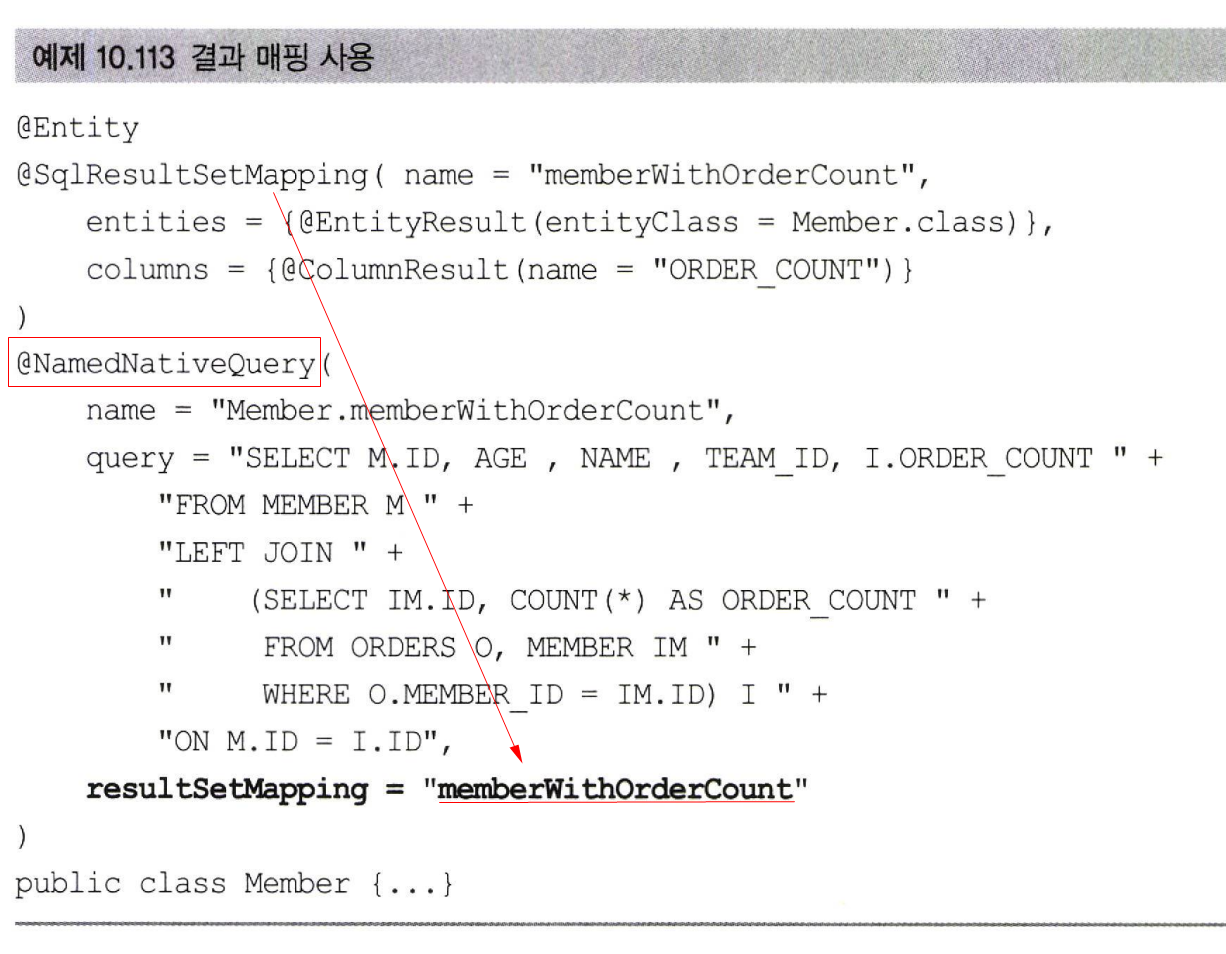 예제 10.113 결과 매핑 사용
@Entity
@SqlResultSetMapping( name = "memberWithOrderCount",
    entities = {@EntityResult(entityClass = Member.class)},
    columns = {@ColumnResult(name = "ORDER_COUNT")}
)
@NamedNativeQuery(
    name = "Member.memberWithOrderCount",
    query = "SELECT M.ID, AGE , NAME , TEAM_ID, I.ORDER_COUNT " +
        "FROM MEMBER M " +
        "LEFT JOIN " +
        "    (SELECT IM.ID, COUNT(*) AS ORDER_COUNT " +
        "     FROM ORDERS O, MEMBER IM " +
        "     WHERE O.MEMBER_ID = IM.ID) I " +
        "ON M.ID = I.ID",
    resultSetMapping = "memberWithOrderCount"
)
public class Member {...}